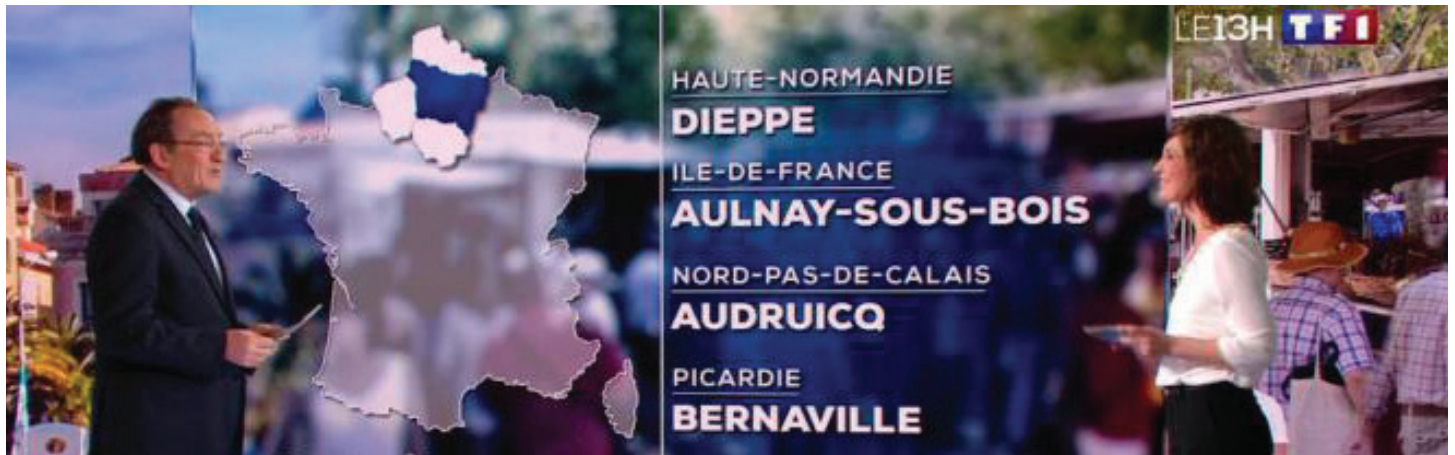 LE13H TF1
HAUTE-NORMANDIE
DIEPPE
ILE-DE-FRANCE
AULNAY-SOUS-BOIS
NORD-PAS-DE-CALAIS
AUDRUICQ
PICARDIE
BERNAVILLE